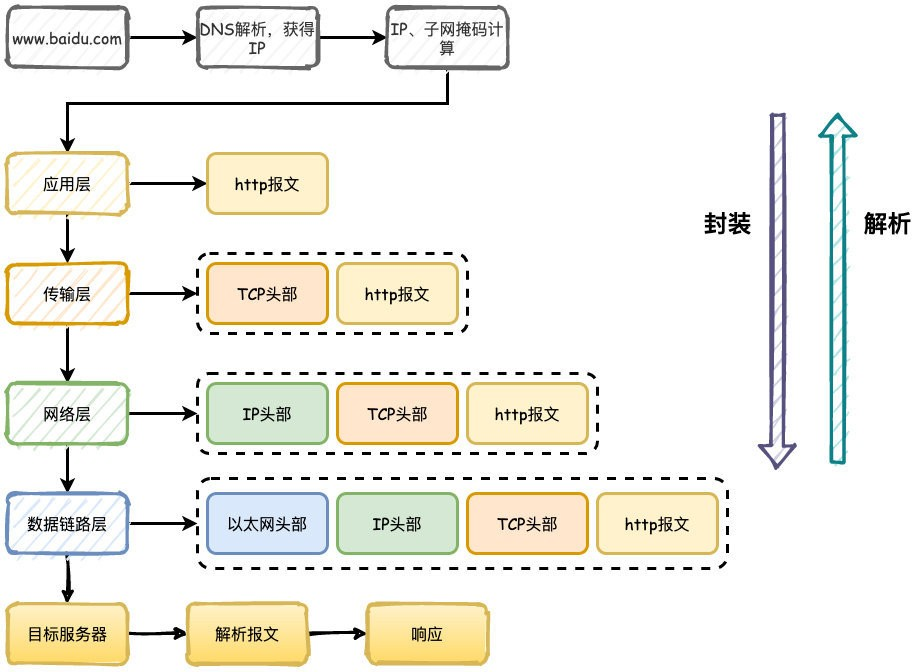 www.baidu.com
DNS解析，获得
IP
IP、子网掩码计
算
应用层
http报文
封装
解析
传输层
TCP头部
http报文
网络层
IP头部
TCP头部
http报文
数据链路层
以太网头部
IP头部
TCP头部
http报文
目标服务器
解析报文
响应